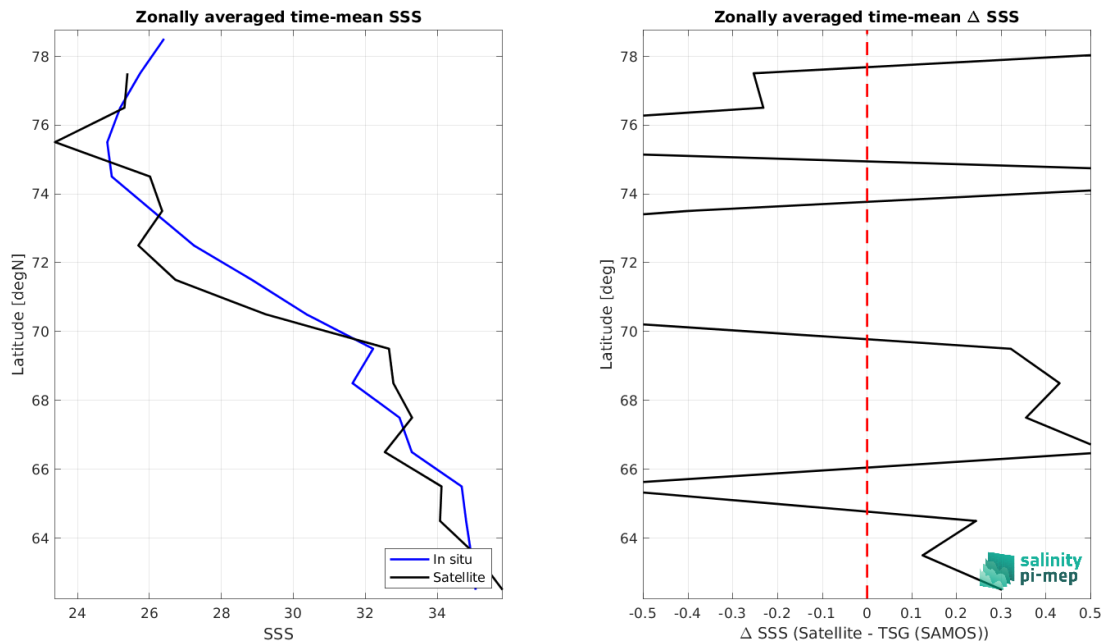 Zonally averaged time-mean SSS
78
76
74
72
70
68
66
64
Latitude [degN]
24 26 28 30 32 34
SSS
In situ
Satellite
Zonally averaged time-mean Δ SSS
78
76
74
72
70
68
66
64
Latitude [deg]
-0.5 -0.4 -0.3 -0.2 -0.1 0 0.1 0.2 0.3 0.4 0.5
Δ SSS (Satellite - TSG (SAMOS))
salinity
pi-mep